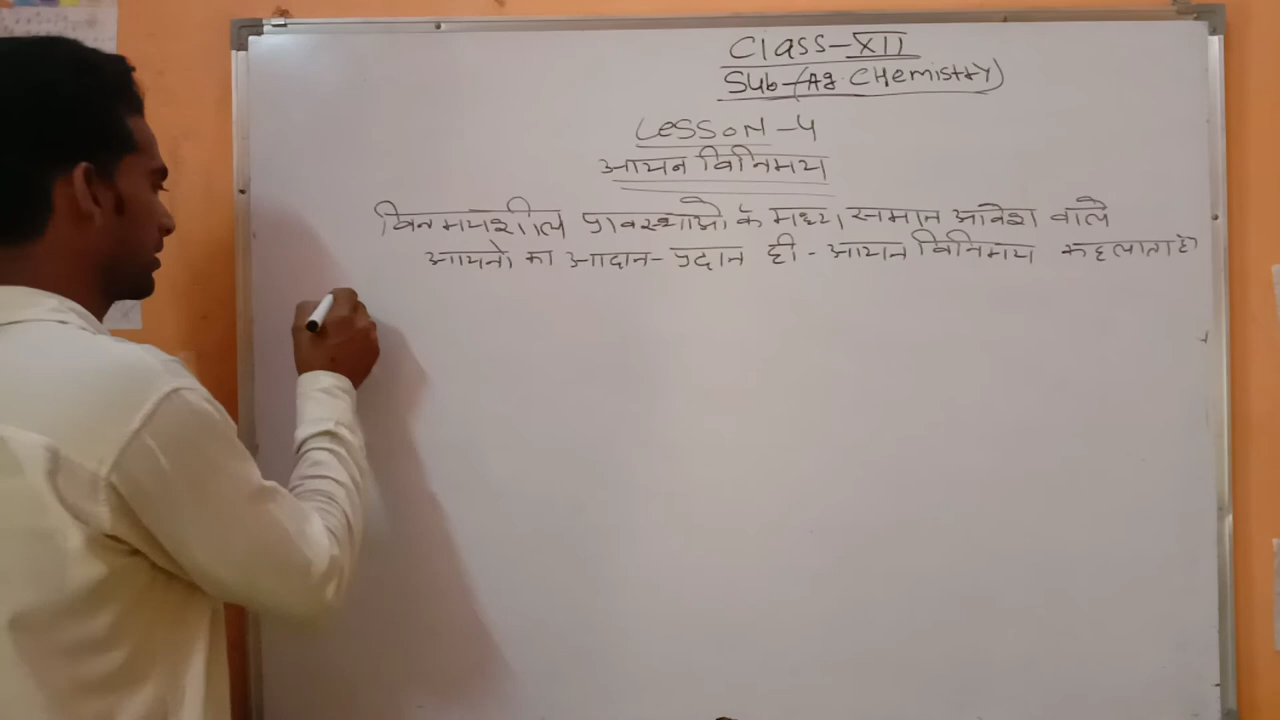 Class-XII
Sub-(Ag. CHemistry)
Lesson-4
आयन विनिमय
विनमयशील प्रावस्थाओ के मध्य समान आवेश वाले
आयनो का आदान-प्रदान ही - आयन विनिमय कहलाता है